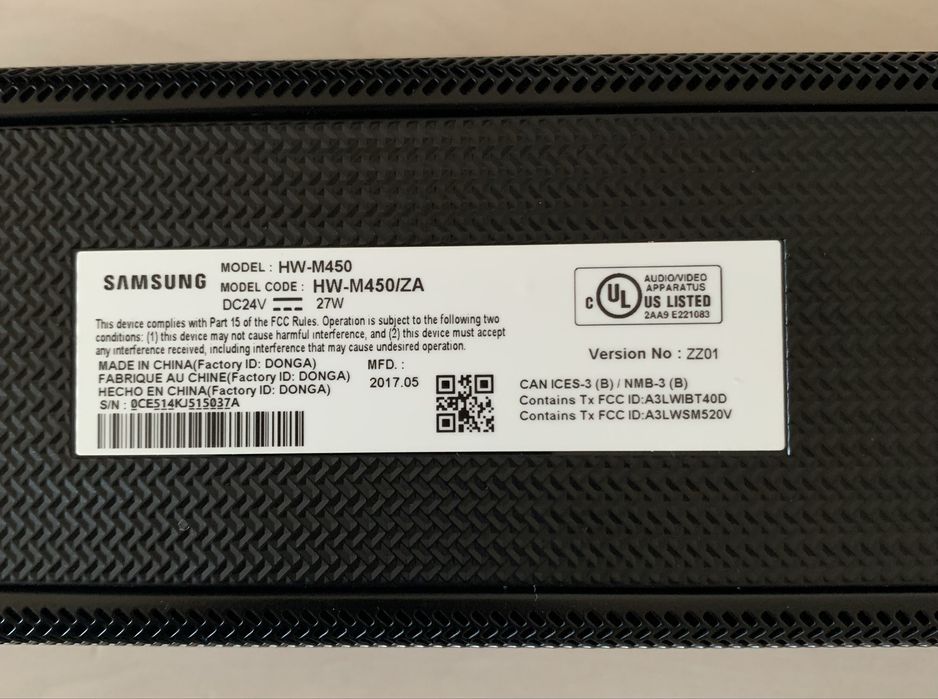 SAMSUNG
MODEL : HW-M450
MODEL CODE : HW-M450/ZA
DC24V 27W
This device complies with Part 15 of the FCC Rules. Operation is subject to the following two
conditions: (1) this device may not cause harmful interference, and (2) this device must accept
any interference received, including interference that may cause undesired operation.
MADE IN CHINA(Factory ID: DONGA)
FABRIQUE AU CHINE(Factory ID: DONGA)
HECHO EN CHINA(Factory ID: DONGA)
S/N : 0CE514KJ515037A
MFD. :
2017.05
C UL
AUDIO/VIDEO
APPARATUS
US LISTED
2AA9 E221083
Version No : ZZ01
CAN ICES-3 (B) / NMB-3 (B)
Contains Tx FCC ID:A3LWIBT40D
Contains Tx FCC ID:A3LWSM520V